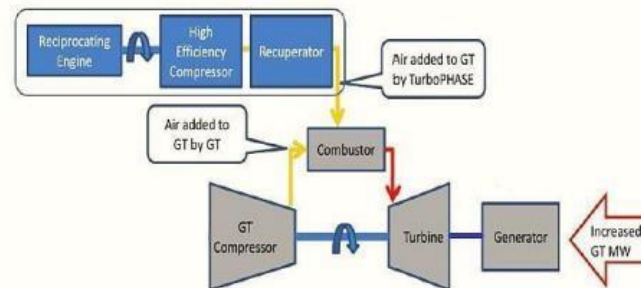 Reciprocating
Engine
High
Efficiency
Compressor
Recuperator
Air added to GT
by TurboPHASE
Air added to
GT by GT
Combustor
GT
Compressor
Turbine
Generator
Increased
GT MW